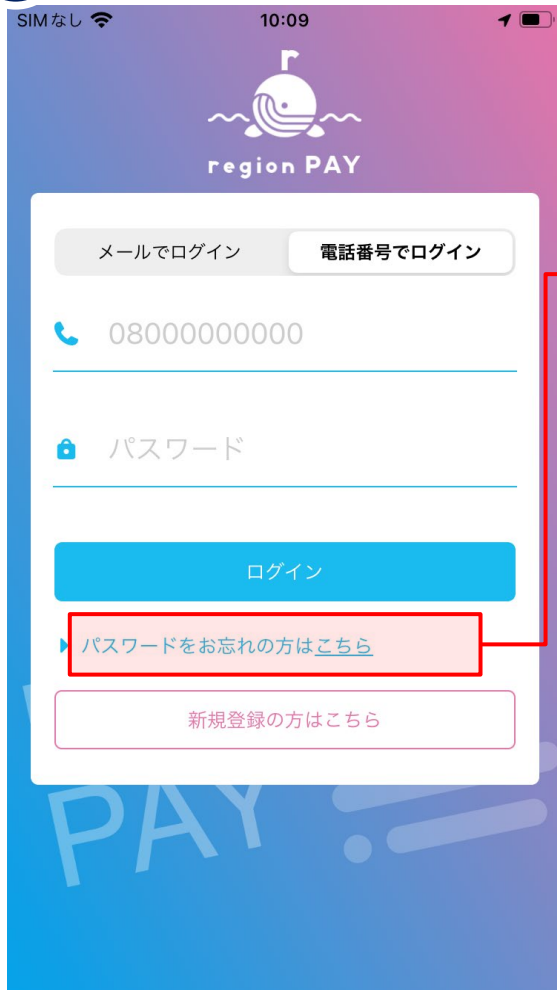 SIMなし 10:09
r
region PAY
メールでログイン 電話番号でログイン
08000000000
パスワード
ログイン
パスワードをお忘れの方はこちら
新規登録の方はこちら
PAY